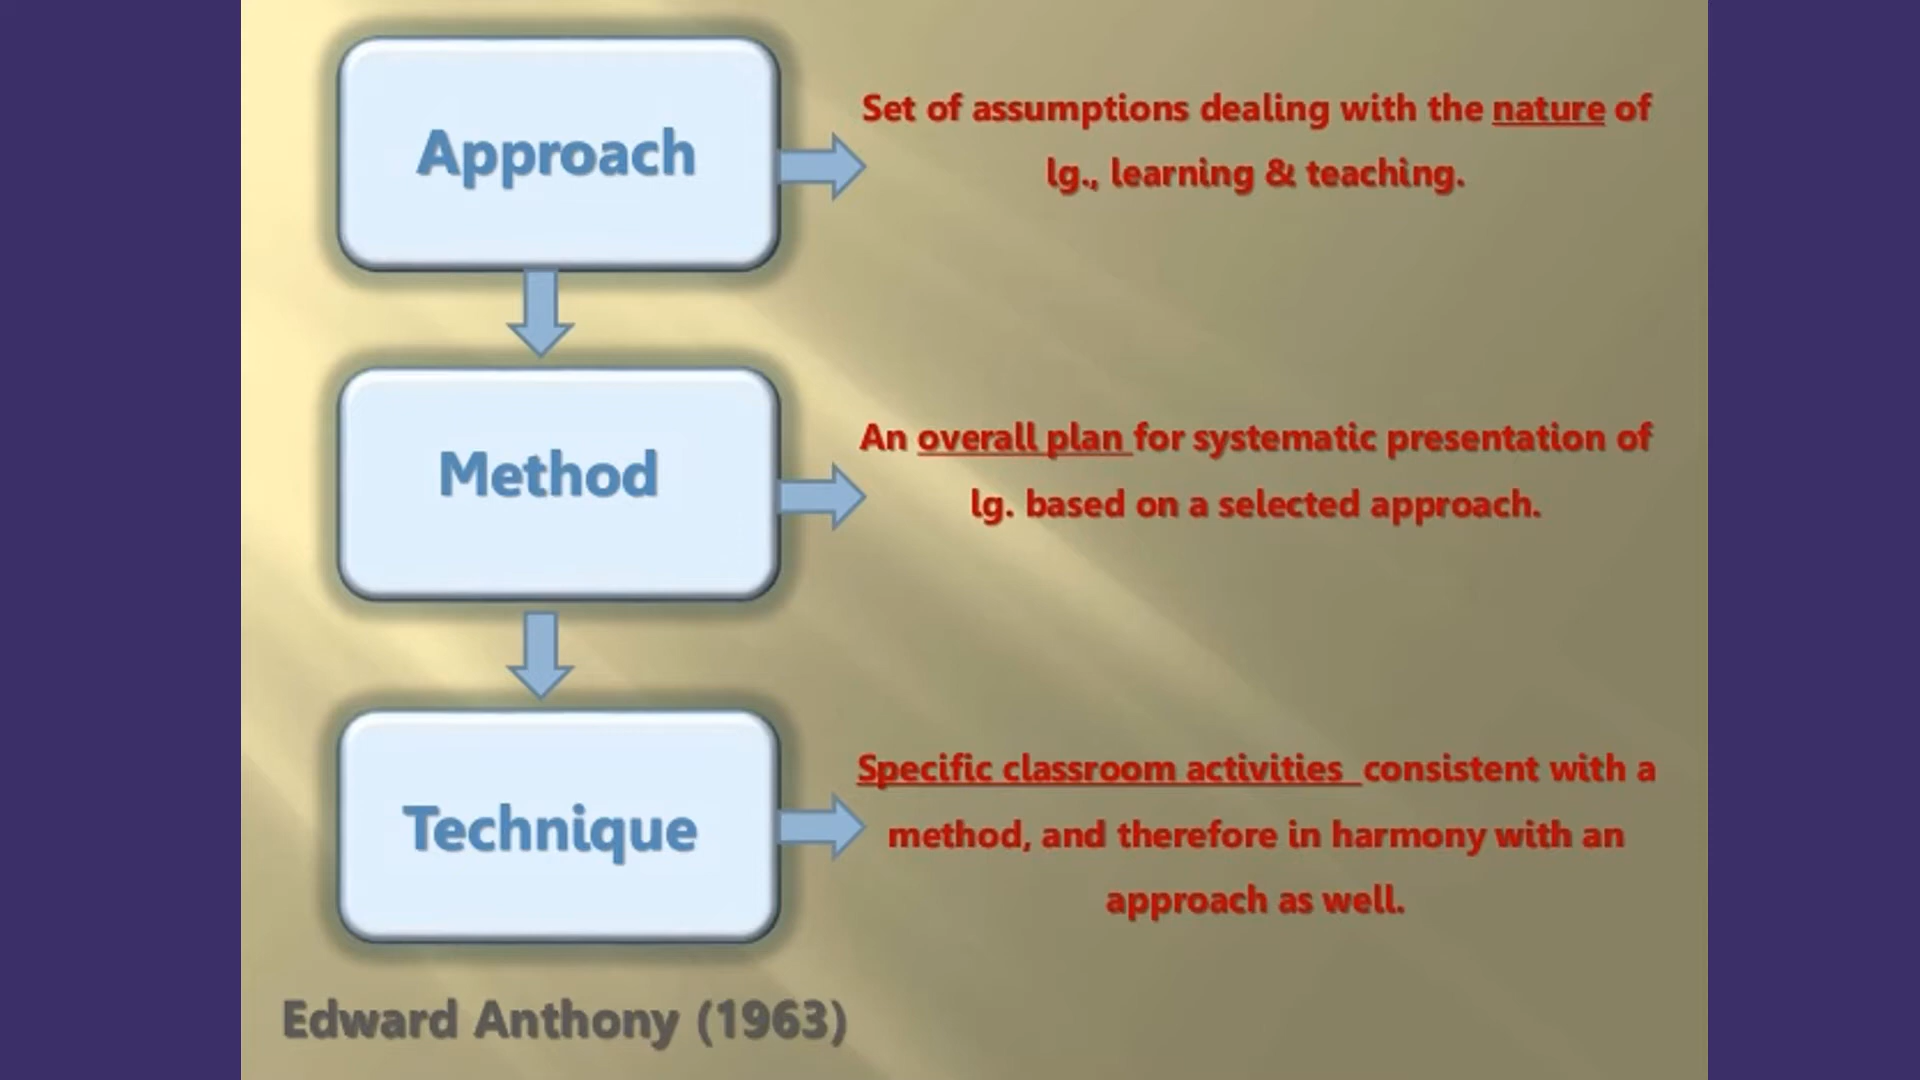 Approach
Set of assumptions dealing with the nature of
lg., learning & teaching.
Method
An overall plan for systematic presentation of
lg. based on a selected approach.
Technique
Specific classroom activities consistent with a
method, and therefore in harmony with an
approach as well.
Edward Anthony (1963)